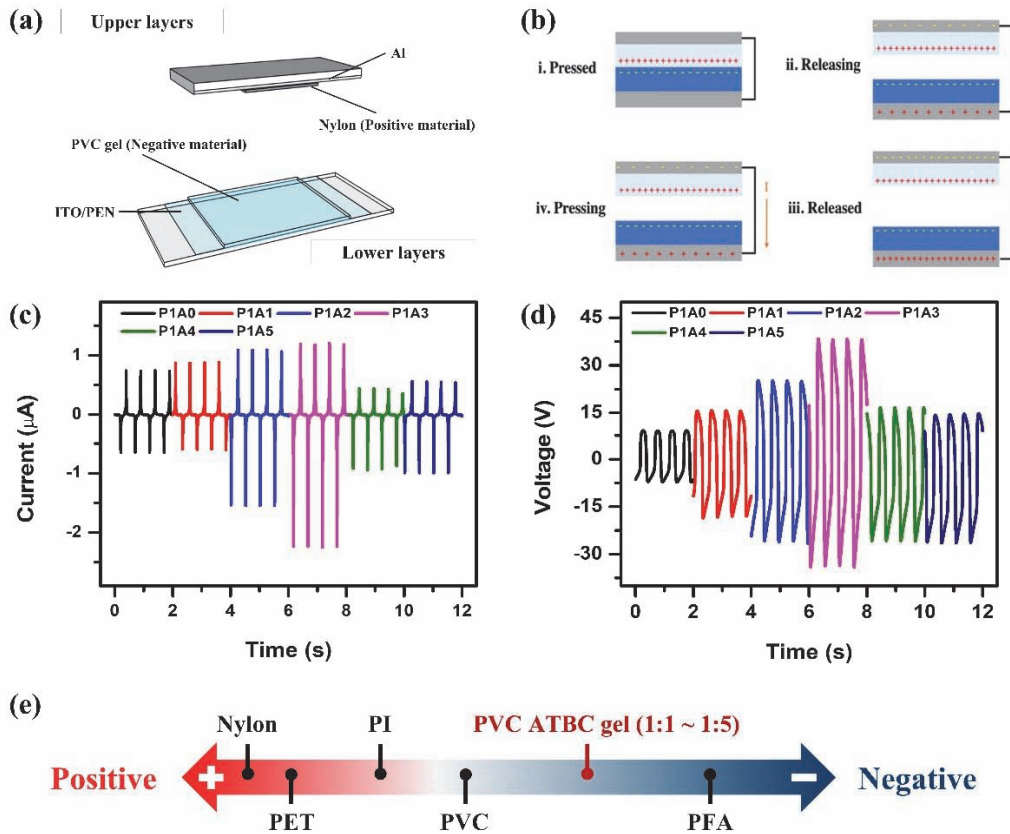 (a)
Upper layers
Al
Nylon (Positive material)
PVC gel (Negative material)
ITO/PEN
Lower layers
(b)
i. Pressed
ii. Releasing
iv. Pressing
I
iii. Released
(c)
P1A0 P1A1 P1A2 P1A3
P1A4 P1A5
1
0
-1
-2
Current (μA)
0 2 4 6 8 10 12
Time (s)
(d)
P1A0 P1A1 P1A2 P1A3
P1A4 P1A5
45
30
15
0
-15
-30
Voltage (V)
0 2 4 6 8 10 12
Time (s)
(e)
Nylon PI PVC ATBC gel (1:1 ~ 1:5)
Positive + − Negative
PET PVC PFA